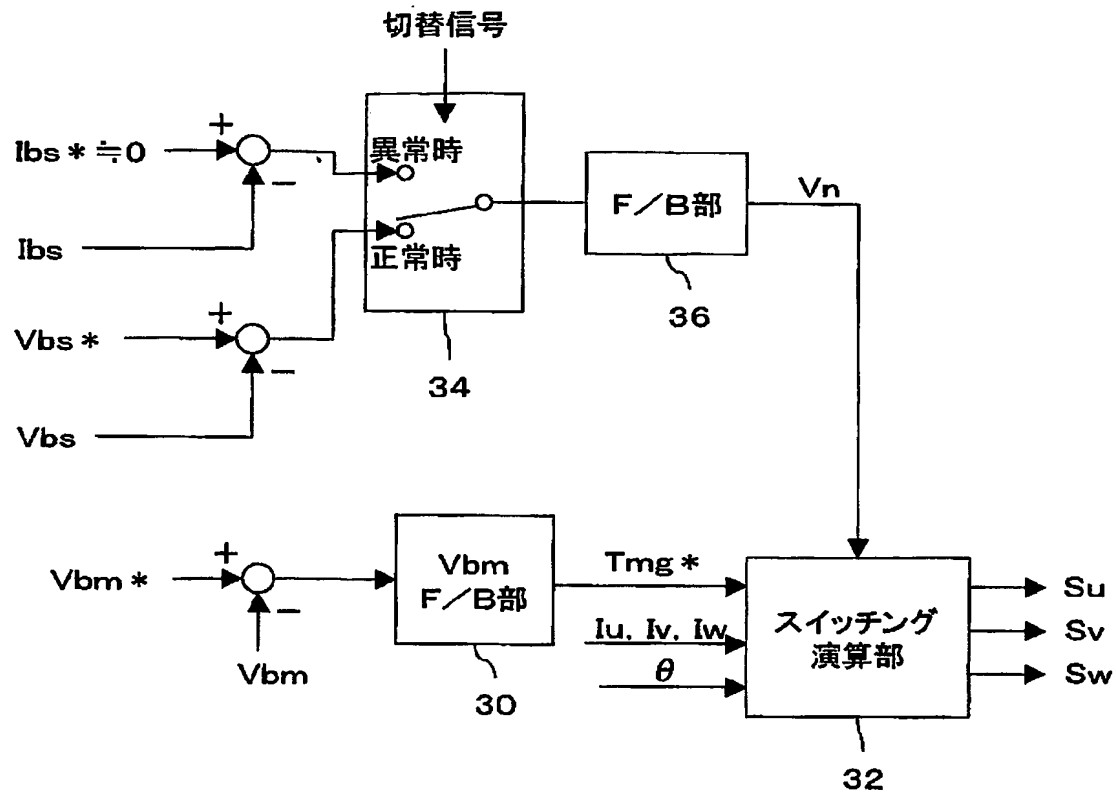 切替信号
Ibs*≒0
+
−
異常時
Ibs
正常時
F/B部
Vn
36
Vbs*
+
−
34
Vbs
Vbm*
+
−
Vbm
Vbm
F/B部
30
Tmg*
Iu, Iv, Iw
θ
スイッチング
演算部
32
Su
Sv
Sw